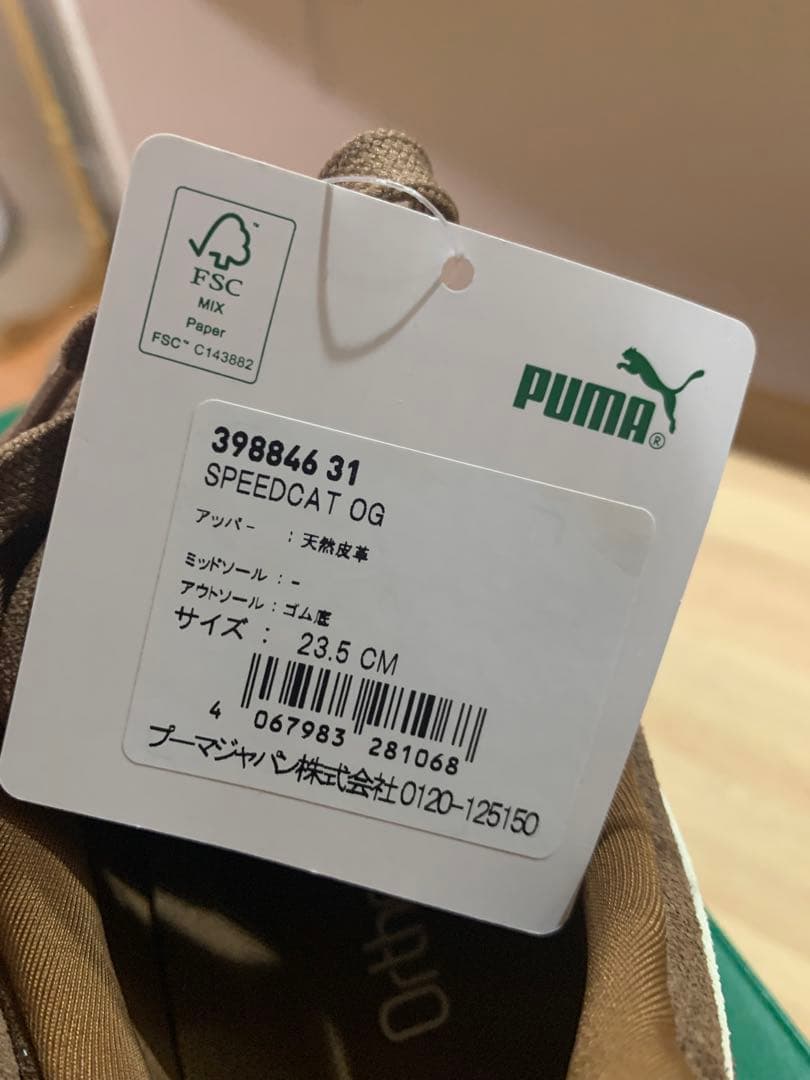 FSC
MIX
Paper
FSC™ C143882
PUMA®
398846 31
SPEEDCAT OG
アッパー : 天然皮革
ミッドソール : -
アウトソール : ゴム底
サイズ : 23.5 CM
4 067983 281068
プーマジャパン株式会社 0120-125150
Orth